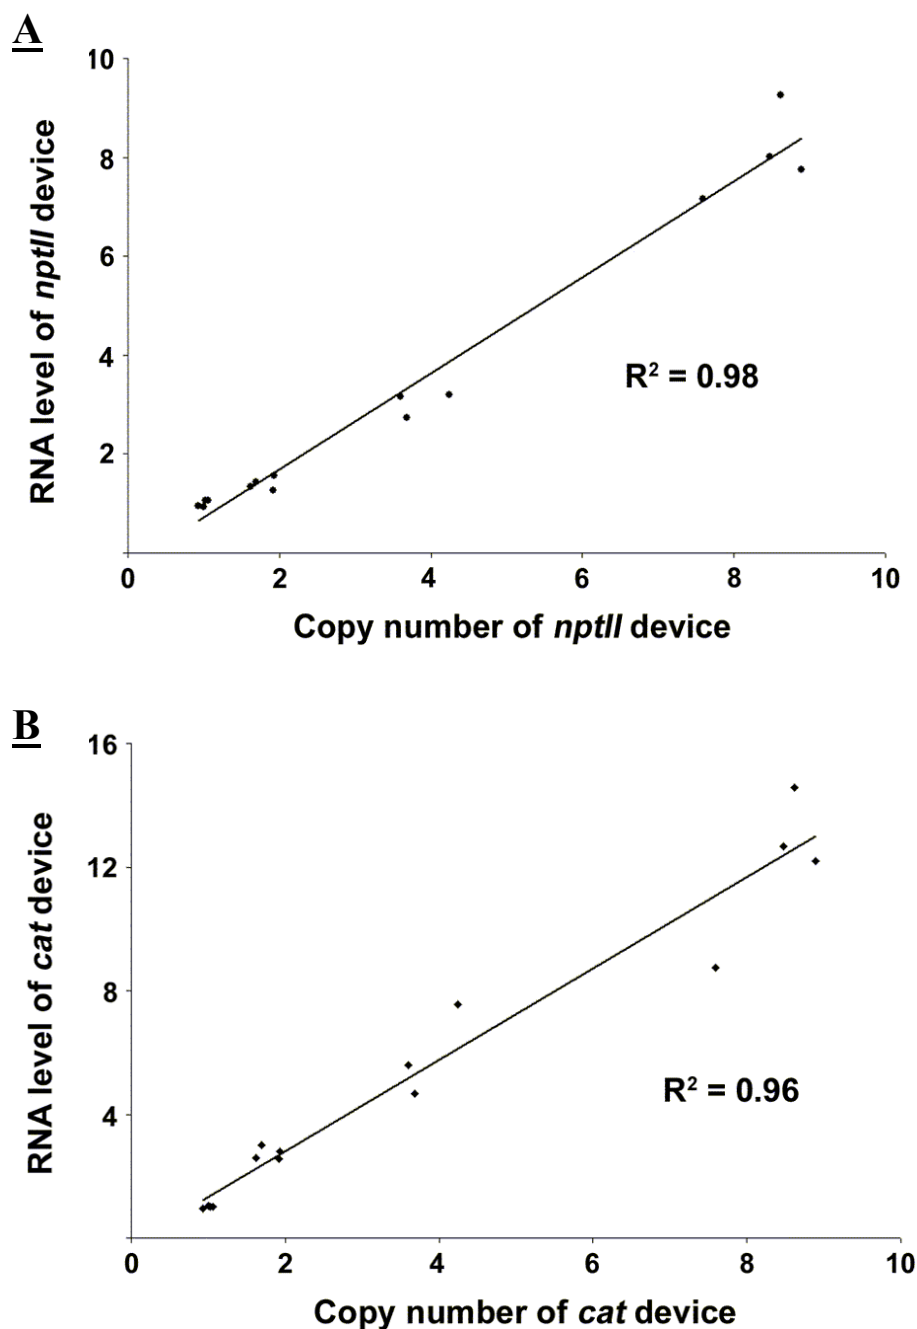 A
10
8
6
4
2
RNA level of nptII device
R² = 0.98
0 2 4 6 8 10
Copy number of nptII device
B
16
12
8
4
RNA level of cat device
R² = 0.96
0 2 4 6 8 10
Copy number of cat device